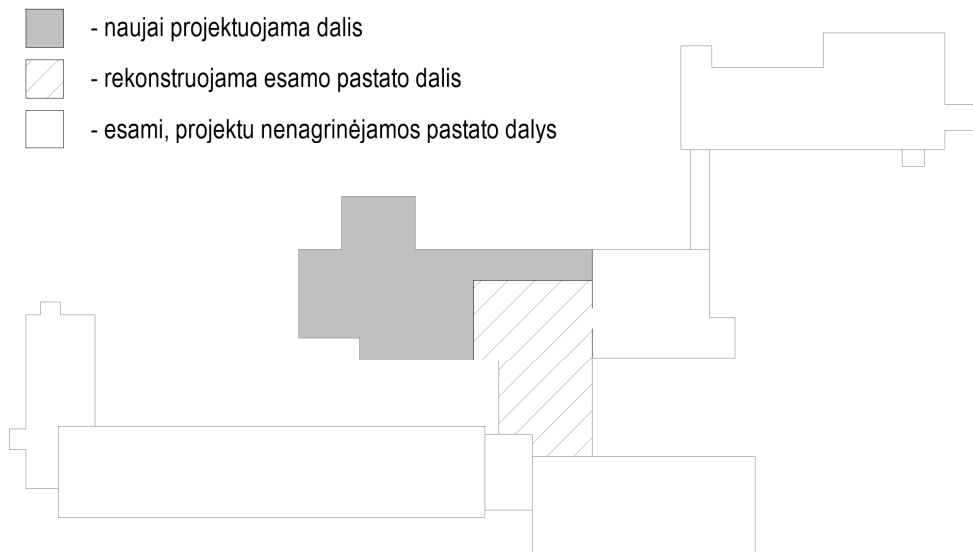 - naujai projektuojama dalis
- rekonstruojama esamo pastato dalis
- esami, projektu nenagrinėjamos pastato dalys